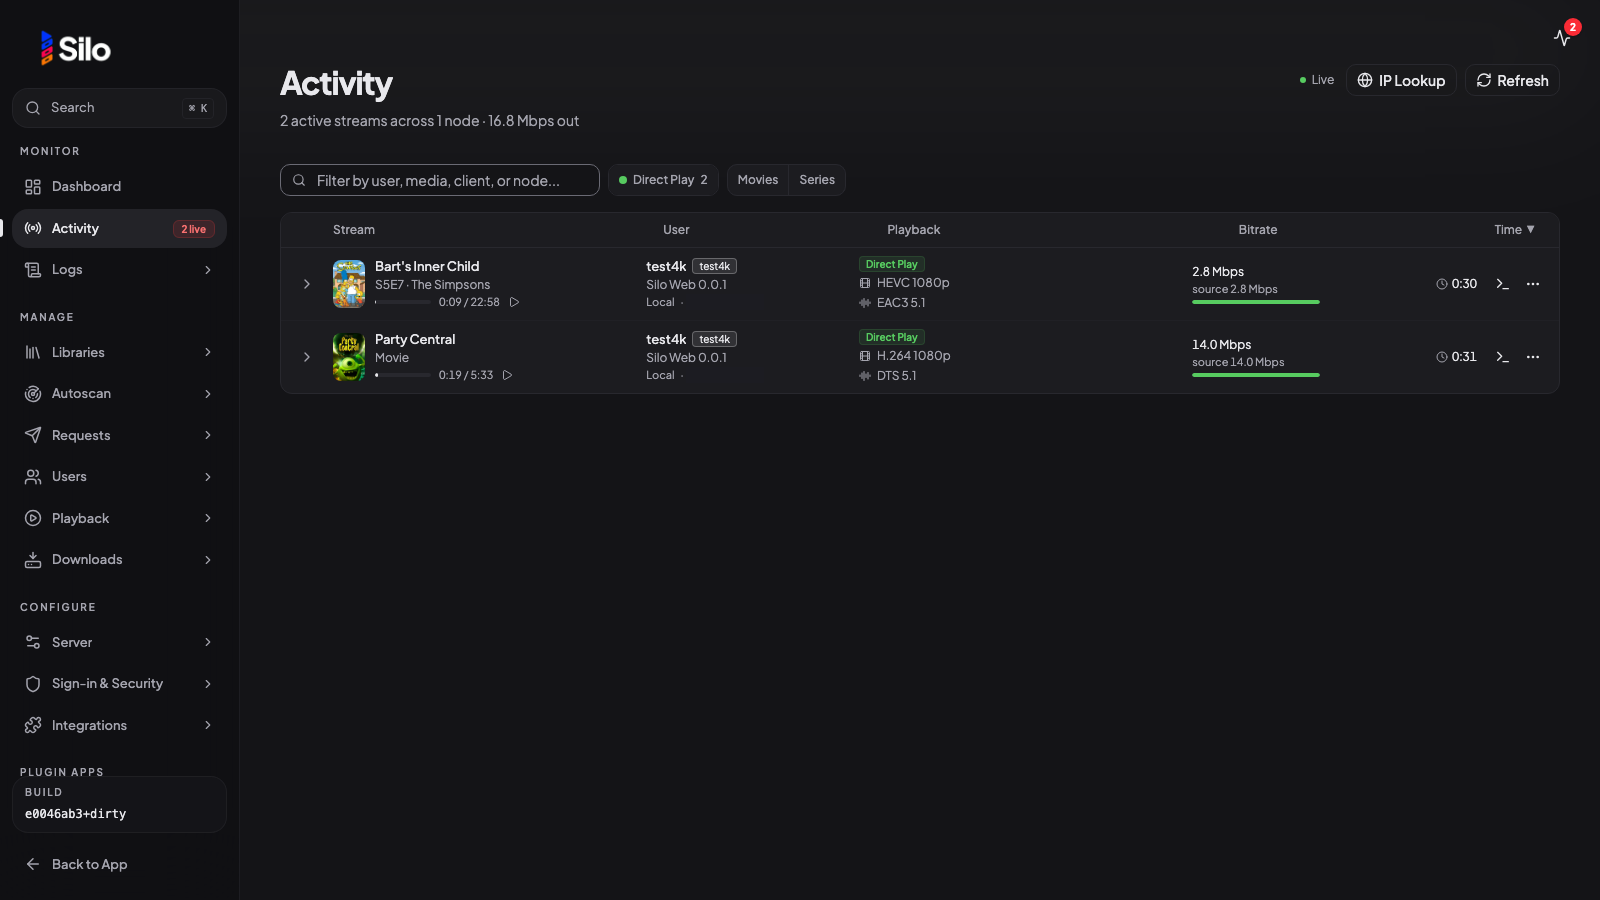 Silo
Search ⌘ K
MONITOR
Dashboard
Activity 2 live
Logs
MANAGE
Libraries
Autoscan
Requests
Users
Playback
Downloads
CONFIGURE
Server
Sign-in & Security
Integrations
PLUGIN APPS
BUILD
e0046ab3+dirty
Back to App
2
Activity
Live IP Lookup Refresh
2 active streams across 1 node · 16.8 Mbps out
Filter by user, media, client, or node... Direct Play 2 Movies Series
Stream User Playback Bitrate Time ▼
Bart's Inner Child
S5E7 · The Simpsons
0:09 / 22:58
test4k test4k
Silo Web 0.0.1
Local ·
Direct Play
HEVC 1080p
EAC3 5.1
2.8 Mbps
source 2.8 Mbps
0:30
Party Central
Party Central
Movie
0:19 / 5:33
test4k test4k
Silo Web 0.0.1
Local ·
Direct Play
H.264 1080p
DTS 5.1
14.0 Mbps
source 14.0 Mbps
0:31